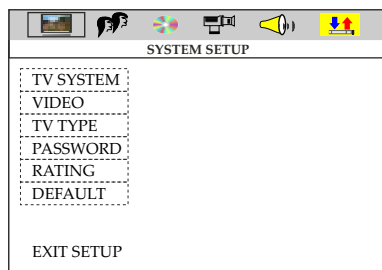 SYSTEM SETUP
TV SYSTEM
VIDEO
TV TYPE
PASSWORD
RATING
DEFAULT
EXIT SETUP